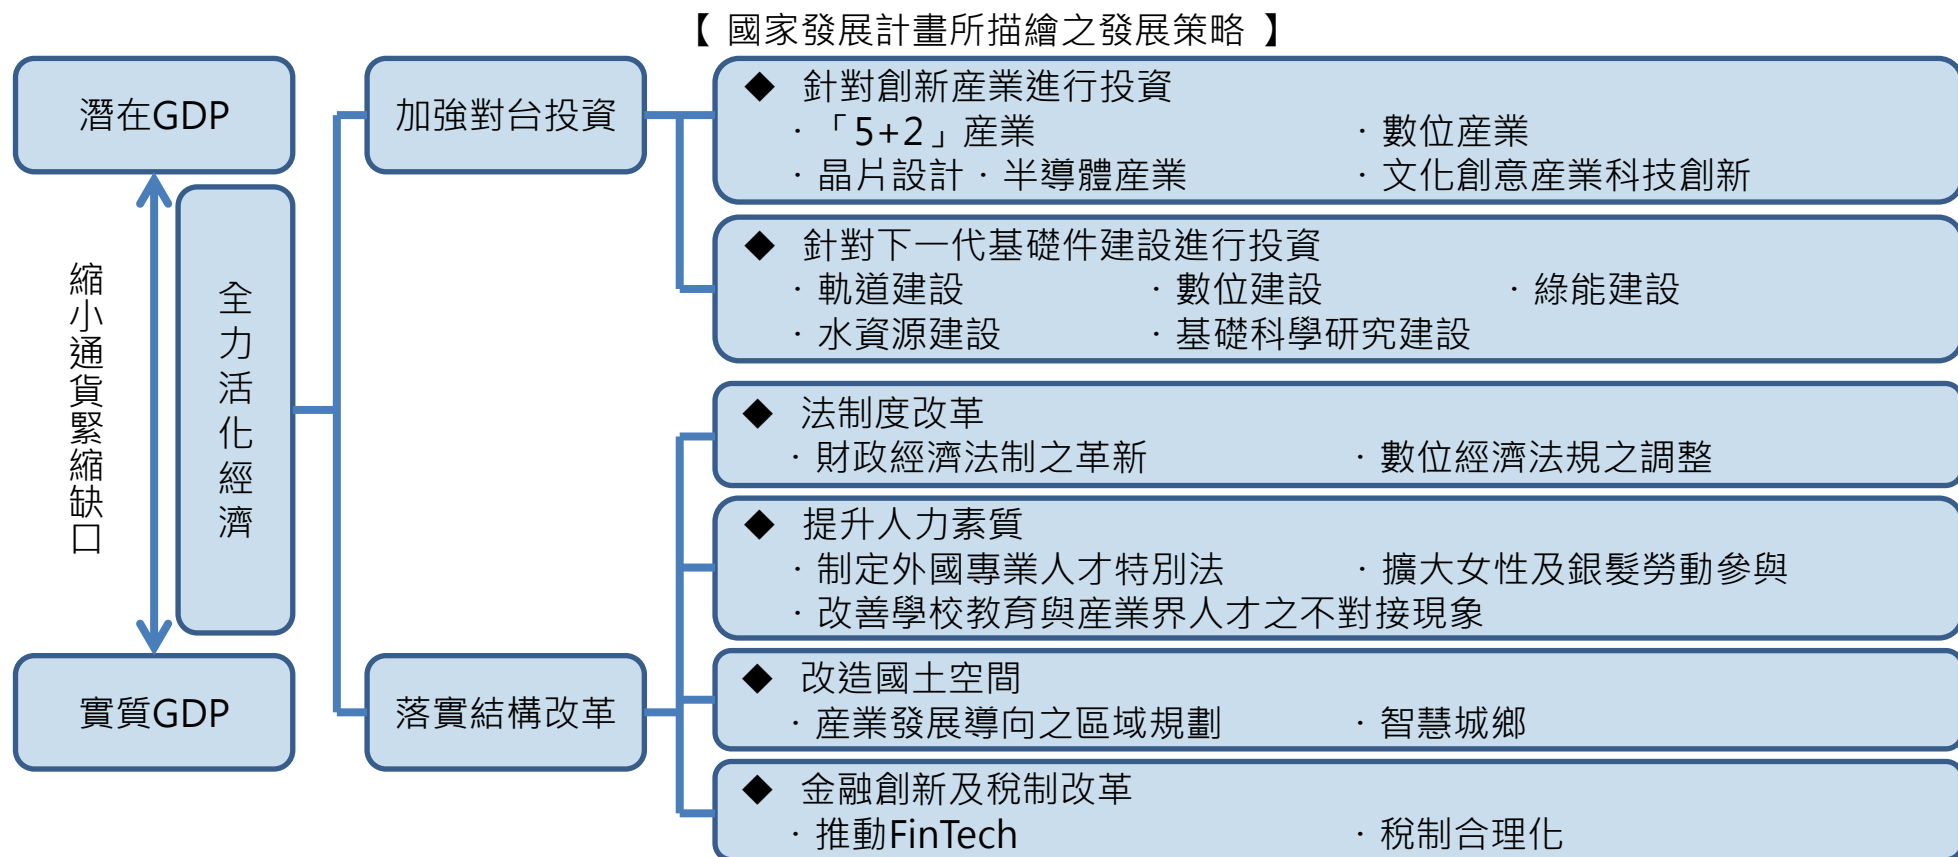 【 國家發展計畫所描繪之發展策略 】
潛在GDP
縮小通貨緊縮缺口
全力活化經濟
實質GDP
加強對台投資
◆ 針對創新産業進行投資
·「5+2」産業 ·數位産業
·晶片設計·半導體産業 ·文化創意産業科技創新
◆ 針對下一代基礎件建設進行投資
·軌道建設 ·數位建設 ·綠能建設
·水資源建設 ·基礎科學研究建設
落實結構改革
◆ 法制度改革
·財政經濟法制之革新 ·數位經濟法規之調整
◆ 提升人力素質
·制定外國專業人才特別法 ·擴大女性及銀髮勞動參與
·改善學校教育與産業界人才之不對接現象
◆ 改造國土空間
·産業發展導向之區域規劃 ·智慧城鄉
◆ 金融創新及稅制改革
·推動FinTech ·稅制合理化